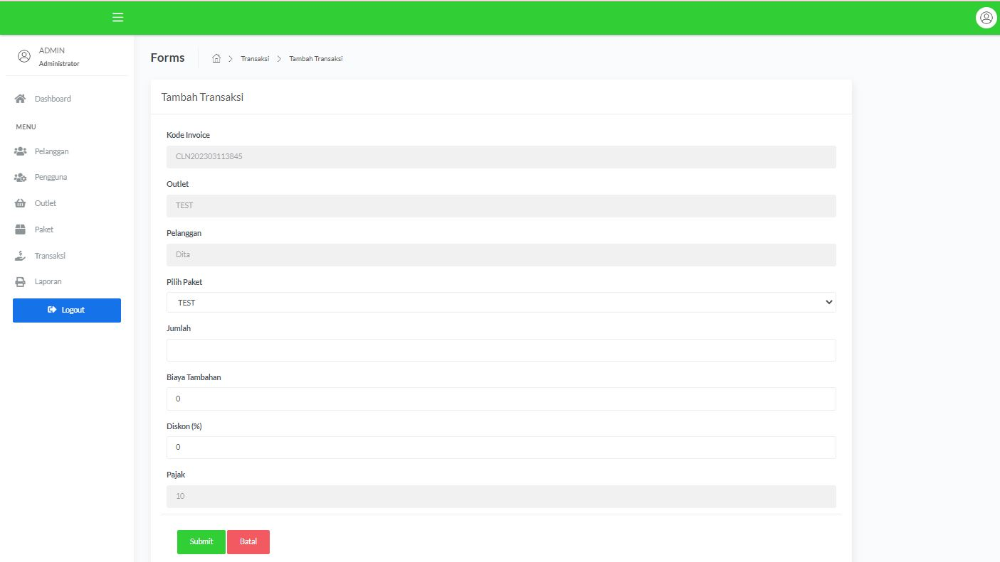 ADMIN
Administrator
Dashboard
MENU
Pelanggan
Pengguna
Outlet
Paket
Transaksi
Laporan
Logout
Forms
Transaksi
Tambah Transaksi
Tambah Transaksi
Kode Invoice
CLN202303113845
Outlet
TEST
Pelanggan
Dita
Pilih Paket
TEST
Jumlah
Biaya Tambahan
0
Diskon (%)
0
Pajak
10
Submit
Batal